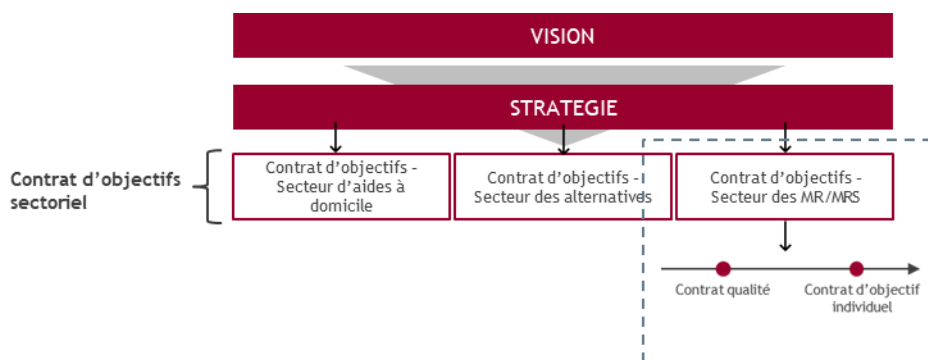 VISION
STRATEGIE
Contrat d'objectifs
sectoriel
Contrat d'objectifs -
Secteur d'aides à
domicile
Contrat d'objectifs -
Secteur des alternatives
Contrat d'objectifs -
Secteur des MR/MRS
Contrat qualité
Contrat d'objectif
individuel